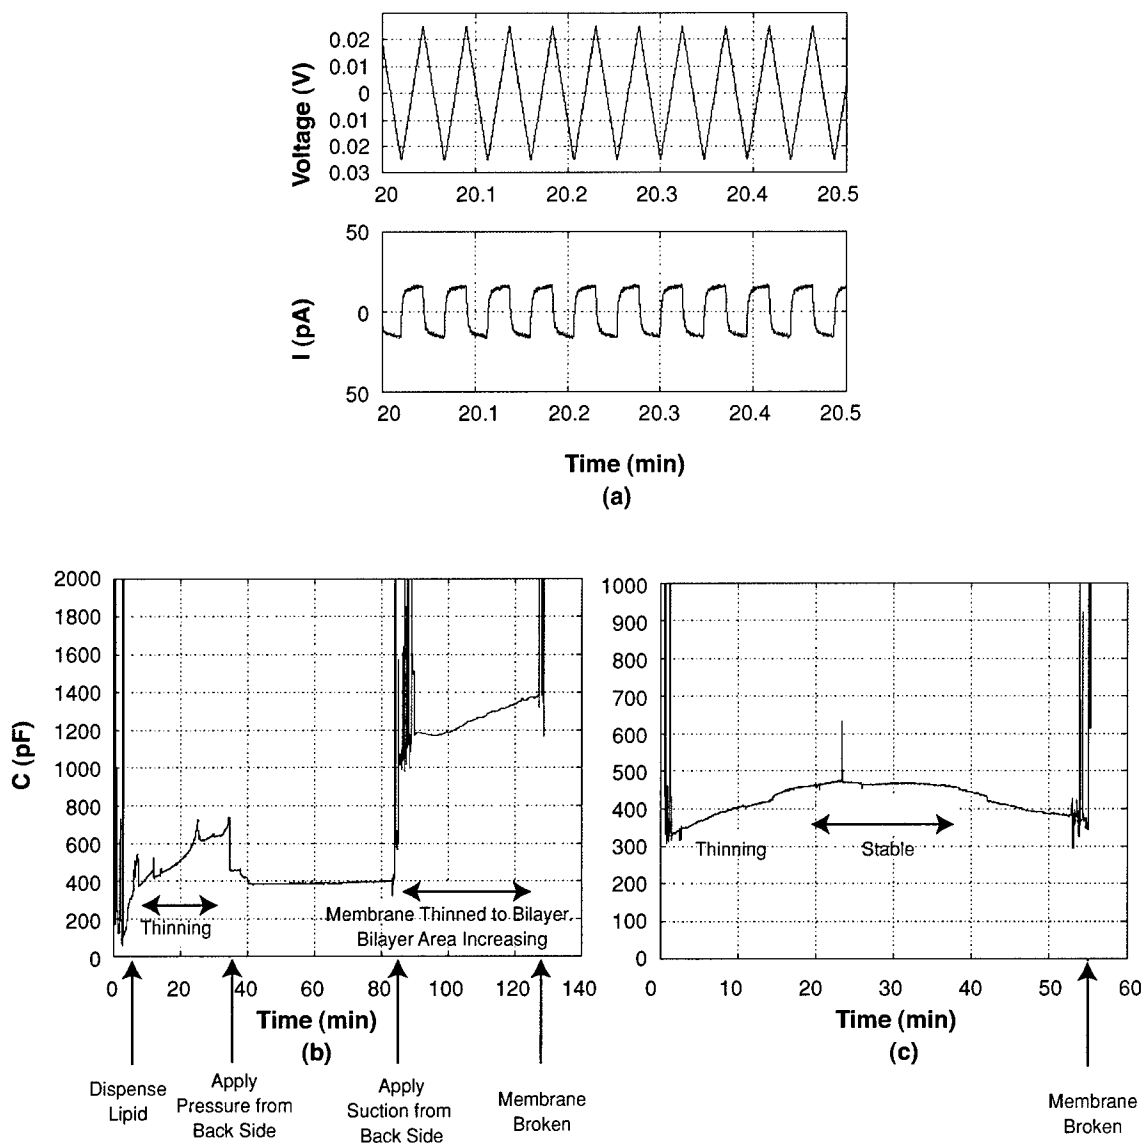 Voltage (V)
0.02
0.01
0
0.01
0.02
0.03
20 20.1 20.2 20.3 20.4 20.5
I (pA)
50
0
50
20 20.1 20.2 20.3 20.4 20.5
Time (min)
(a)
C (pF)
2000
1800
1600
1400
1200
1000
800
600
400
200
0
Thinning
Membrane Thinned to Bilayer.
Bilayer Area Increasing
0 20 40 60 80 100 120 140
Time (min)
(b)
Dispense
Lipid
Apply
Pressure from
Back Side
Apply
Suction from
Back Side
Membrane
Broken
1000
900
800
700
600
500
400
300
200
100
0
Thinning
Stable
0 10 20 30 40 50 60
Time (min)
(c)
Membrane
Broken